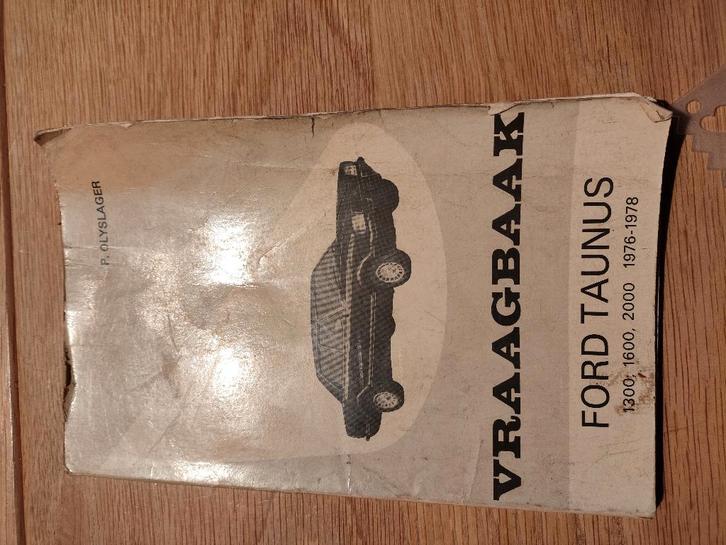 P. OLYSLAGER
VRAAGBAAK
FORD TAUNUS
1300, 1600, 2000 1976-1978